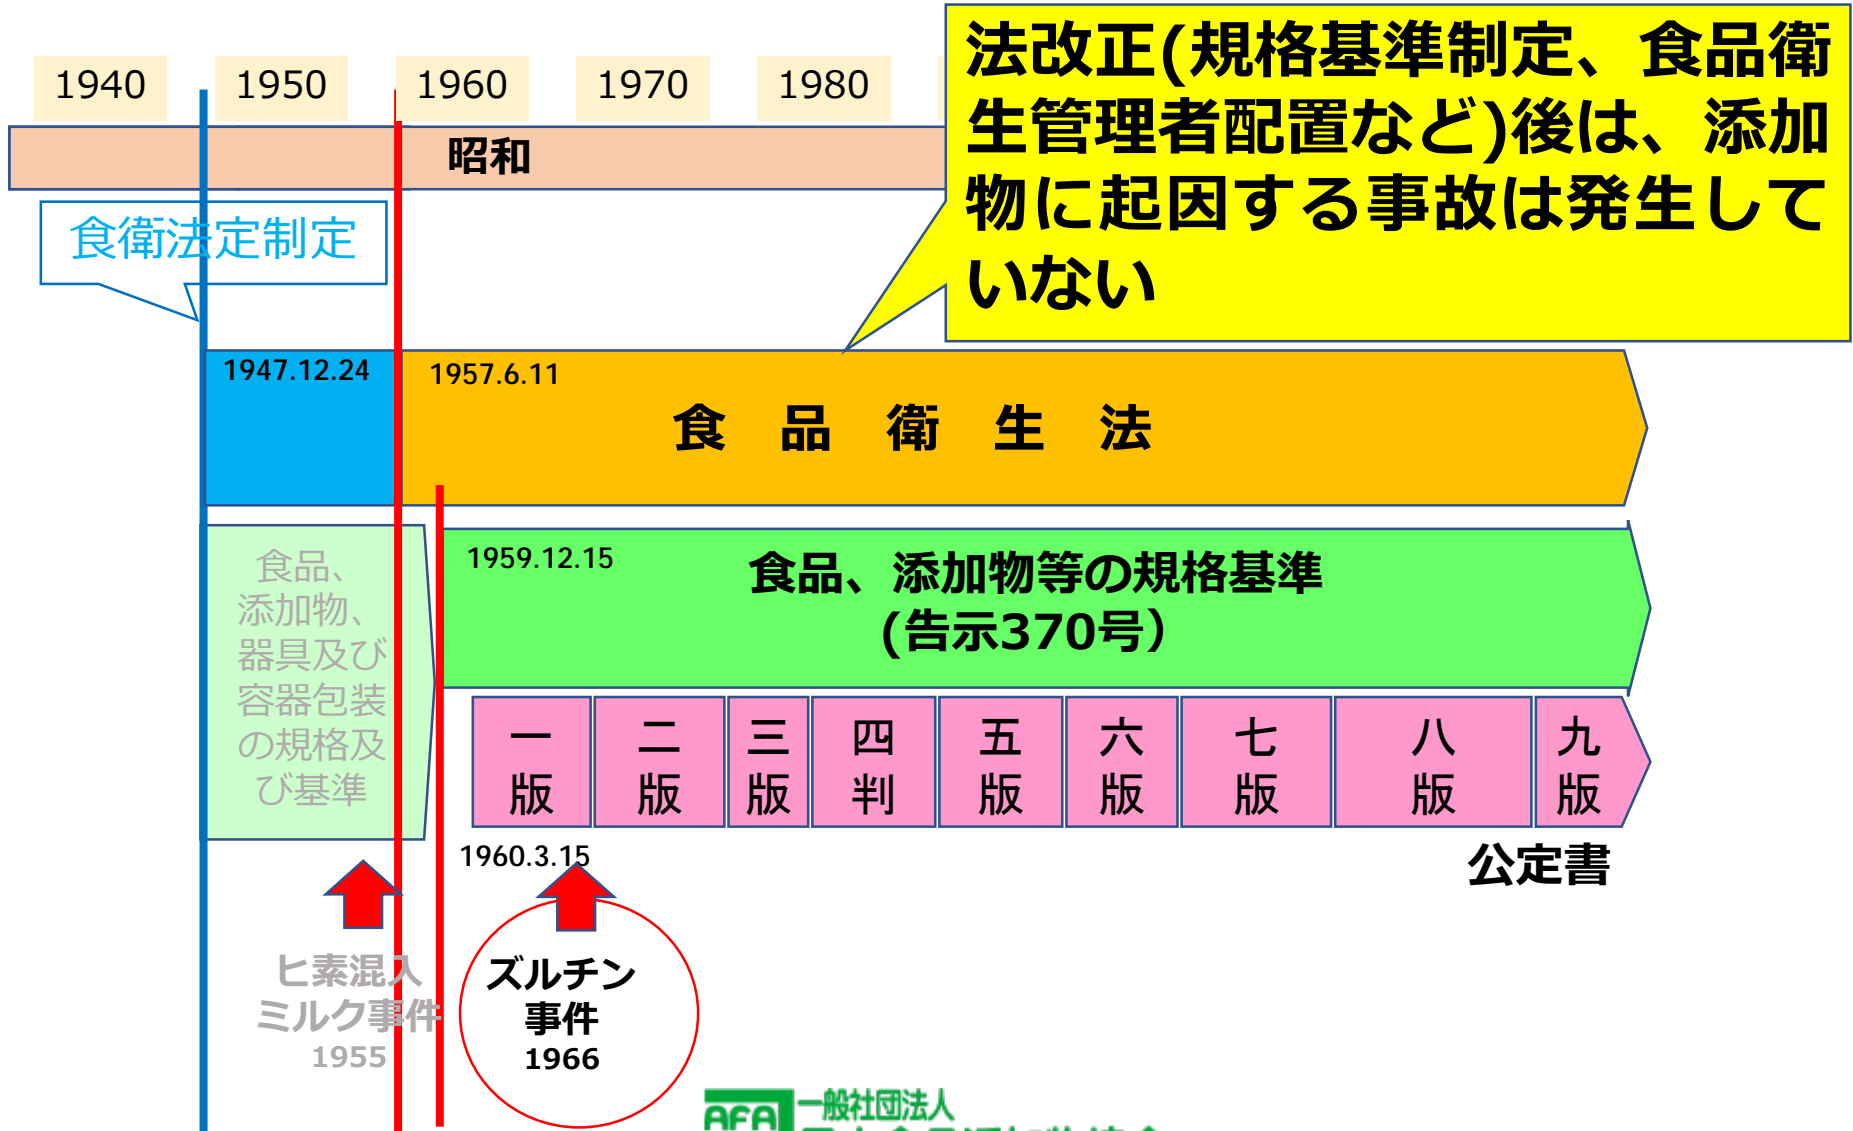 1940 1950 1960 1970 1980
法改正(規格基準制定、食品衛
生管理者配置など)後は、添加
物に起因する事故は発生して
いない
昭和
食衛法定制定
1947.12.24
1957.6.11
食品衛生法
食品、
添加物、
器具及び
容器包装
の規格及
び基準
1959.12.15
食品、添加物等の規格基準
(告示370号）
一版
二版
三版
四判
五版
六版
七版
八版
九版
1960.3.15
公定書
ヒ素混入
ミルク事件
1955
ズルチン
事件
1966
AFA
一般社団法人